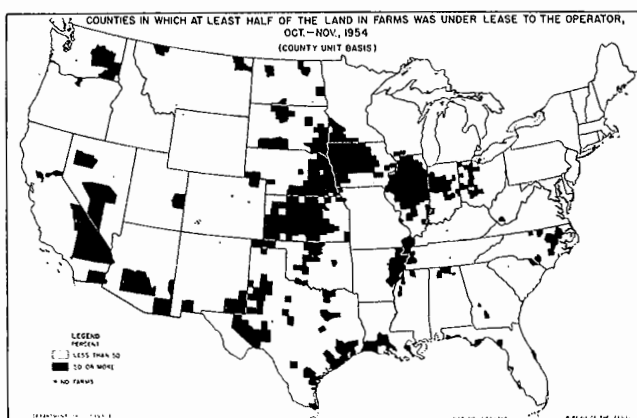 COUNTIES IN WHICH AT LEAST HALF OF THE LAND IN FARMS WAS UNDER LEASE TO THE OPERATOR,
OCT.-NOV., 1954
(COUNTY UNIT BASIS)
LEGEND
PERCENT
LESS THAN 50
50 OR MORE
* NO FARMS